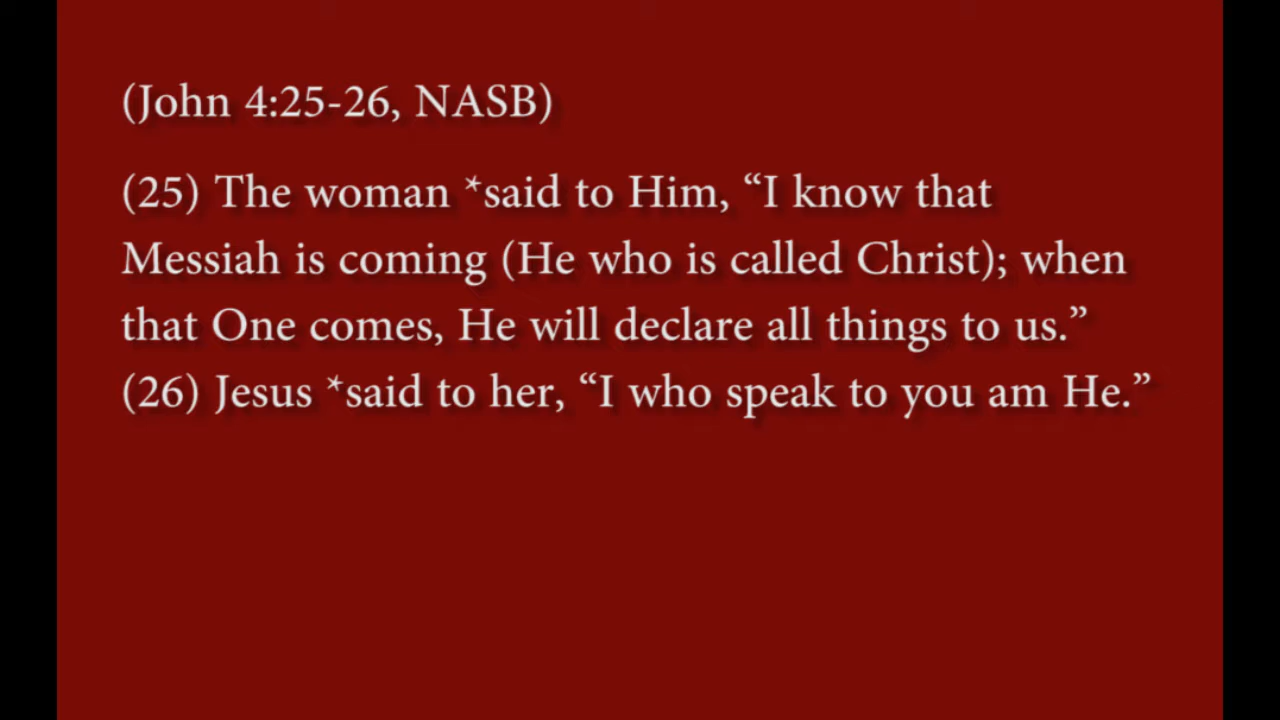 (John 4:25-26, NASB)
(25) The woman *said to Him, “I know that
Messiah is coming (He who is called Christ); when
that One comes, He will declare all things to us.”
(26) Jesus *said to her, “I who speak to you am He.”